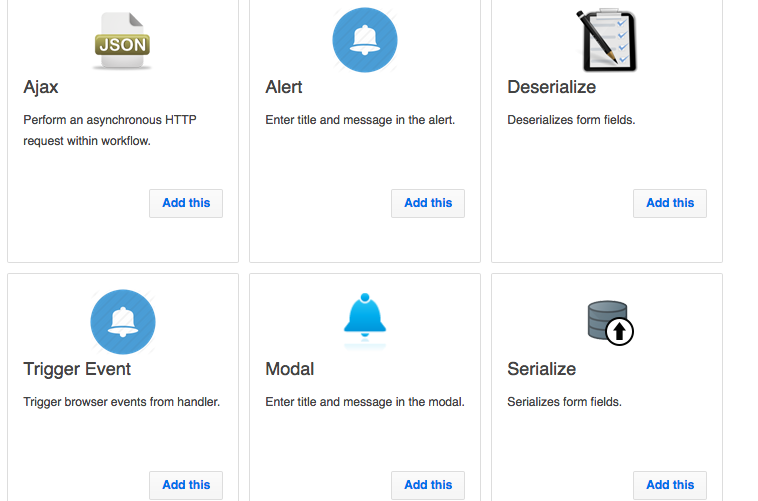 JSON
Ajax
Perform an asynchronous HTTP
request within workflow.
Add this
Alert
Enter title and message in the alert.
Add this
Deserialize
Deserializes form fields.
Add this
Trigger Event
Trigger browser events from handler.
Add this
Modal
Enter title and message in the modal.
Add this
Serialize
Serializes form fields.
Add this